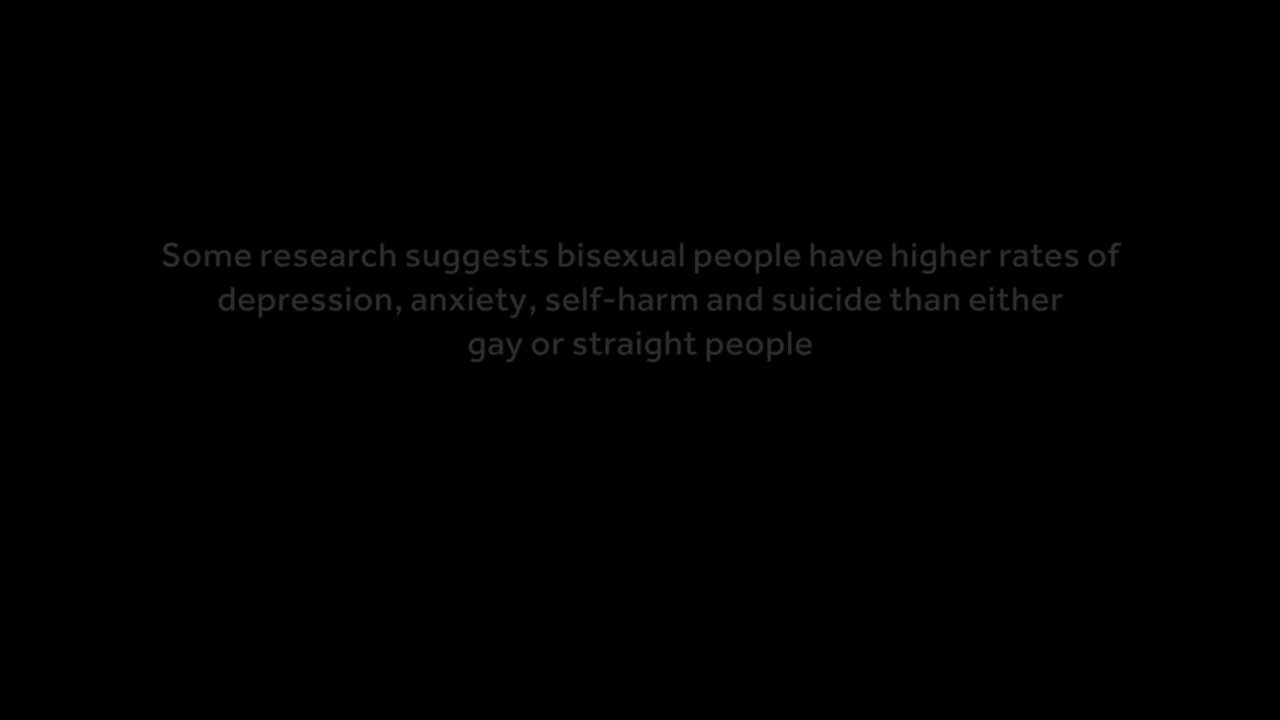 Some research suggests bisexual people have higher rates of
depression, anxiety, self-harm and suicide than either
gay or straight people